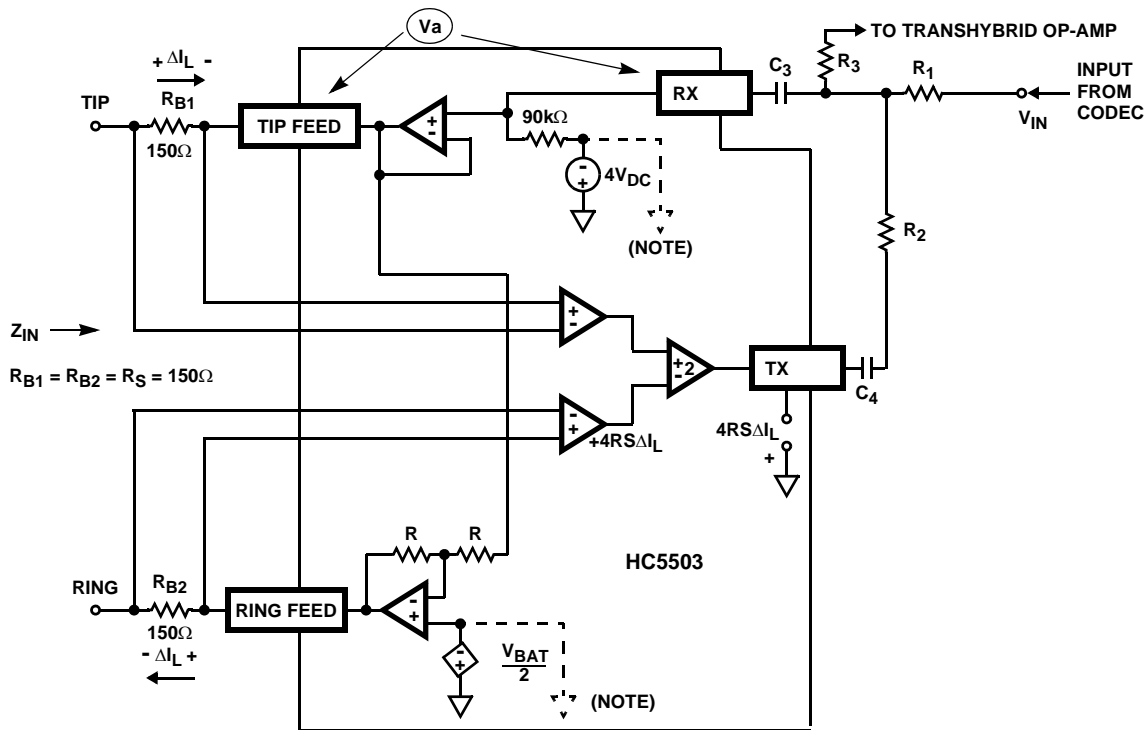 Va
TO TRANSHYBRID OP-AMP
+ ΔIL -
TIP
RB1
150Ω
TIP FEED
+
-
90kΩ
RX
C3
R3
R1
INPUT
FROM
CODEC
VIN
-
+
4VDC
(NOTE)
R2
ZIN
RB1 = RB2 = RS = 150Ω
+
-
+
2
-
TX
C4
-
+
+4RSΔIL
4RSΔIL
+
R
R
HC5503
RING
RB2
150Ω
RING FEED
-
+
- ΔIL +
-
+
VBAT
2
(NOTE)